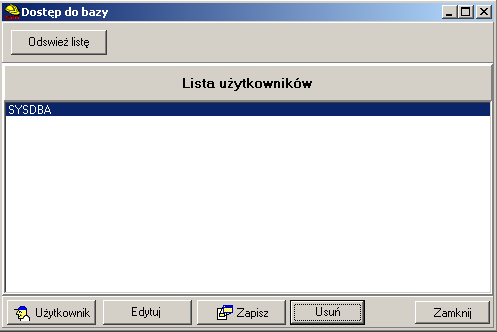 Dostęp do bazy
Odswież listę
Lista użytkowników
SYSDBA
Użytkownik Edytuj Zapisz Usuń Zamknij